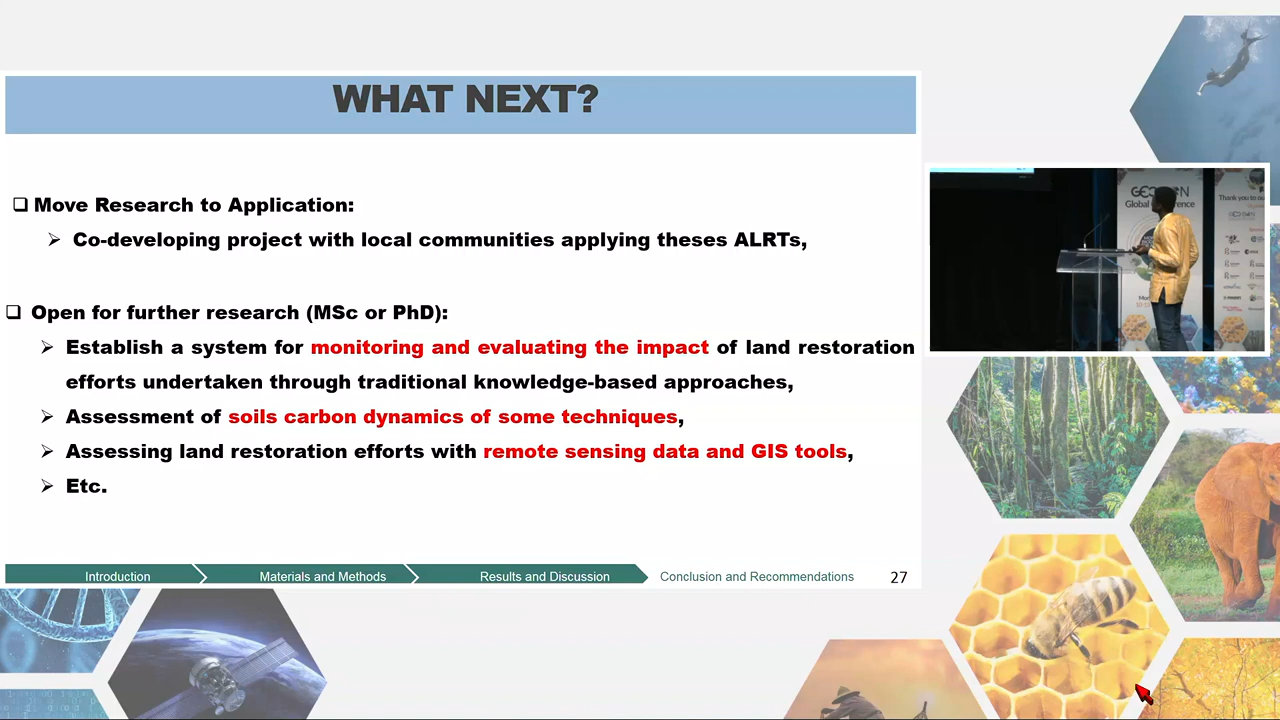 WHAT NEXT?
Move Research to Application:
Co-developing project with local communities applying theses ALRTs,
Open for further research (MSc or PhD):
Establish a system for monitoring and evaluating the impact of land restoration
efforts undertaken through traditional knowledge-based approaches,
Assessment of soils carbon dynamics of some techniques,
Assessing land restoration efforts with remote sensing data and GIS tools,
Etc.
Introduction
Materials and Methods
Results and Discussion
Conclusion and Recommendations
27
Thank you to